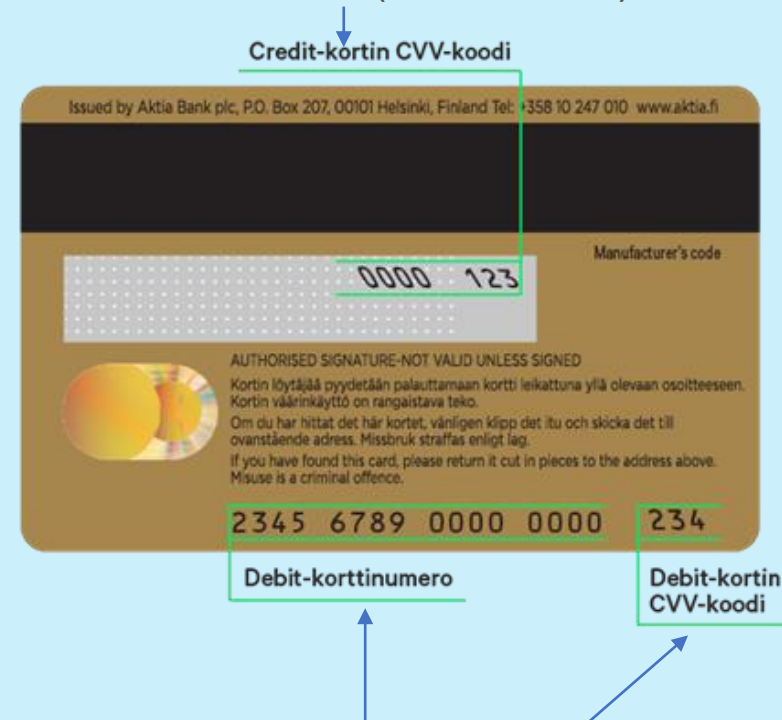 Credit-kortin CVV-koodi
Issued by Aktia Bank plc, P.O. Box 207, 00101 Helsinki, Finland Tel: +358 10 247 010 www.aktia.fi
Manufacturer's code
0000 123
AUTHORISED SIGNATURE-NOT VALID UNLESS SIGNED
Kortin löytäjää pyydetään palauttamaan kortti leikattuna yllä olevaan osoitteeseen.
Kortin väärinkäyttö on rangaistava teko.
Om du har hittat det här kortet, vänligen klipp det itu och skicka det till
ovanstående adress. Missbruk straffas enligt lag.
If you have found this card, please return it cut in pieces to the address above.
Misuse is a criminal offence.
2345 6789 0000 0000 234
Debit-korttinumero
Debit-kortin
CVV-koodi